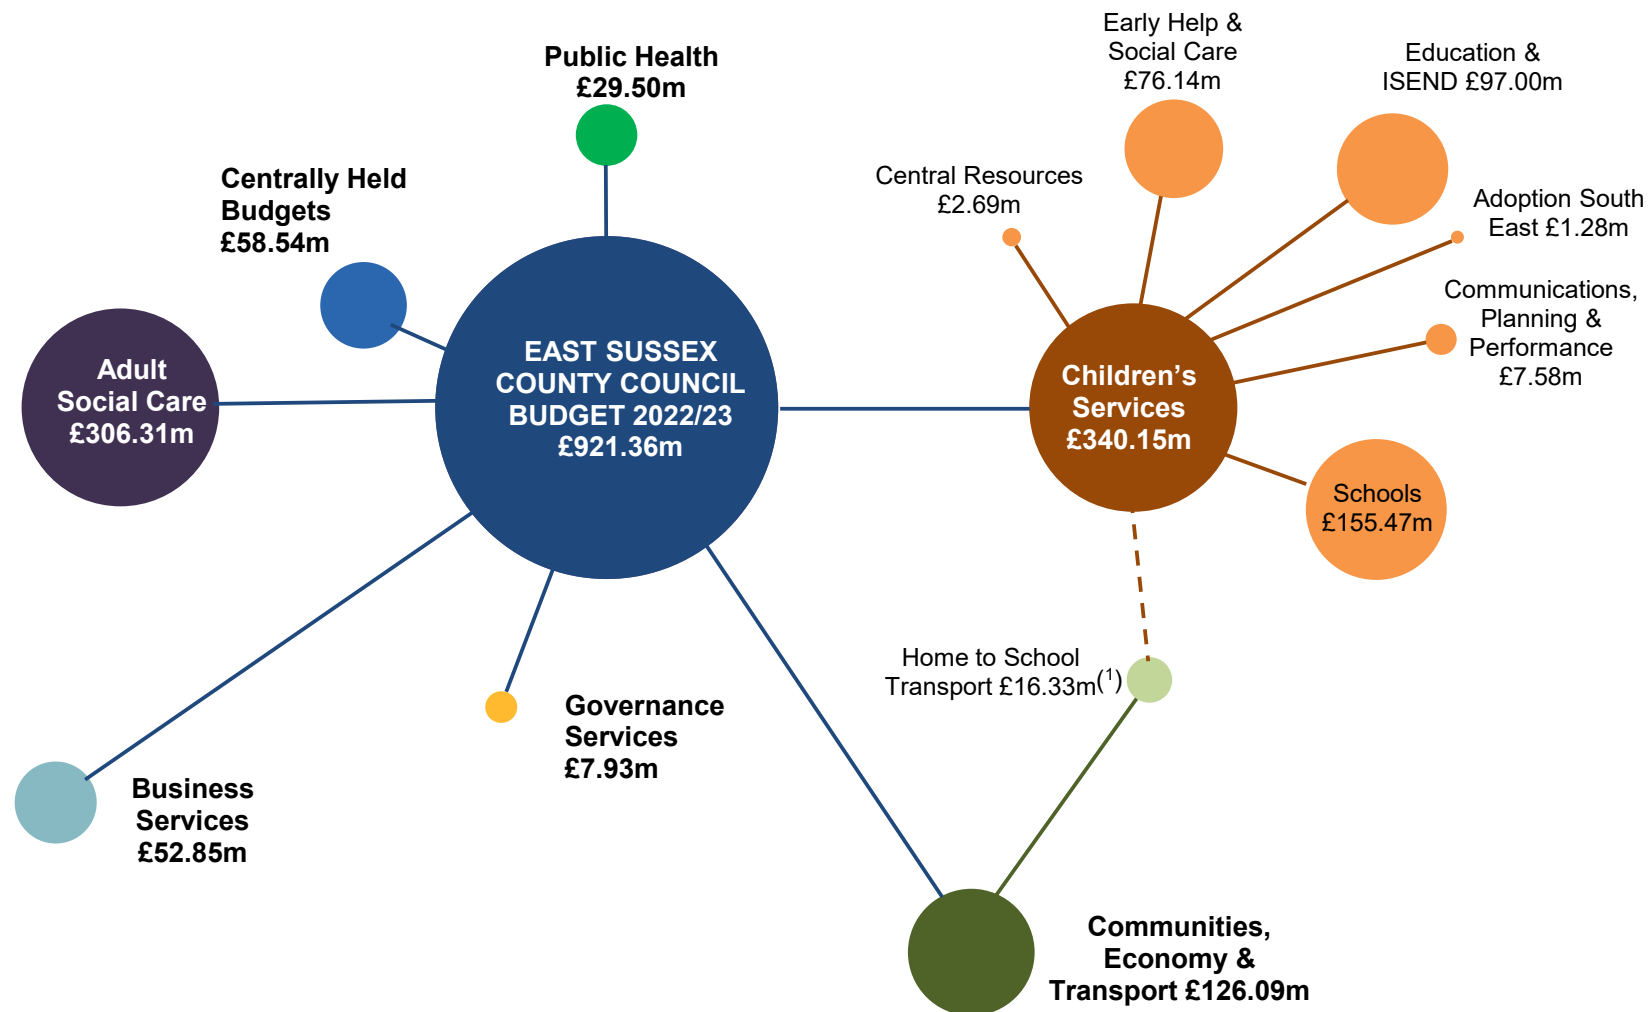 Public Health
£29.50m
Centrally Held
Budgets
£58.54m
Adult
Social Care
£306.31m
EAST SUSSEX
COUNTY COUNCIL
BUDGET 2022/23
£921.36m
Business
Services
£52.85m
Governance
Services
£7.93m
Communities,
Economy &
Transport £126.09m
Home to School
Transport £16.33m(1)
Children’s
Services
£340.15m
Central Resources
£2.69m
Early Help &
Social Care
£76.14m
Education &
ISEND £97.00m
Adoption South
East £1.28m
Communications,
Planning &
Performance
£7.58m
Schools
£155.47m